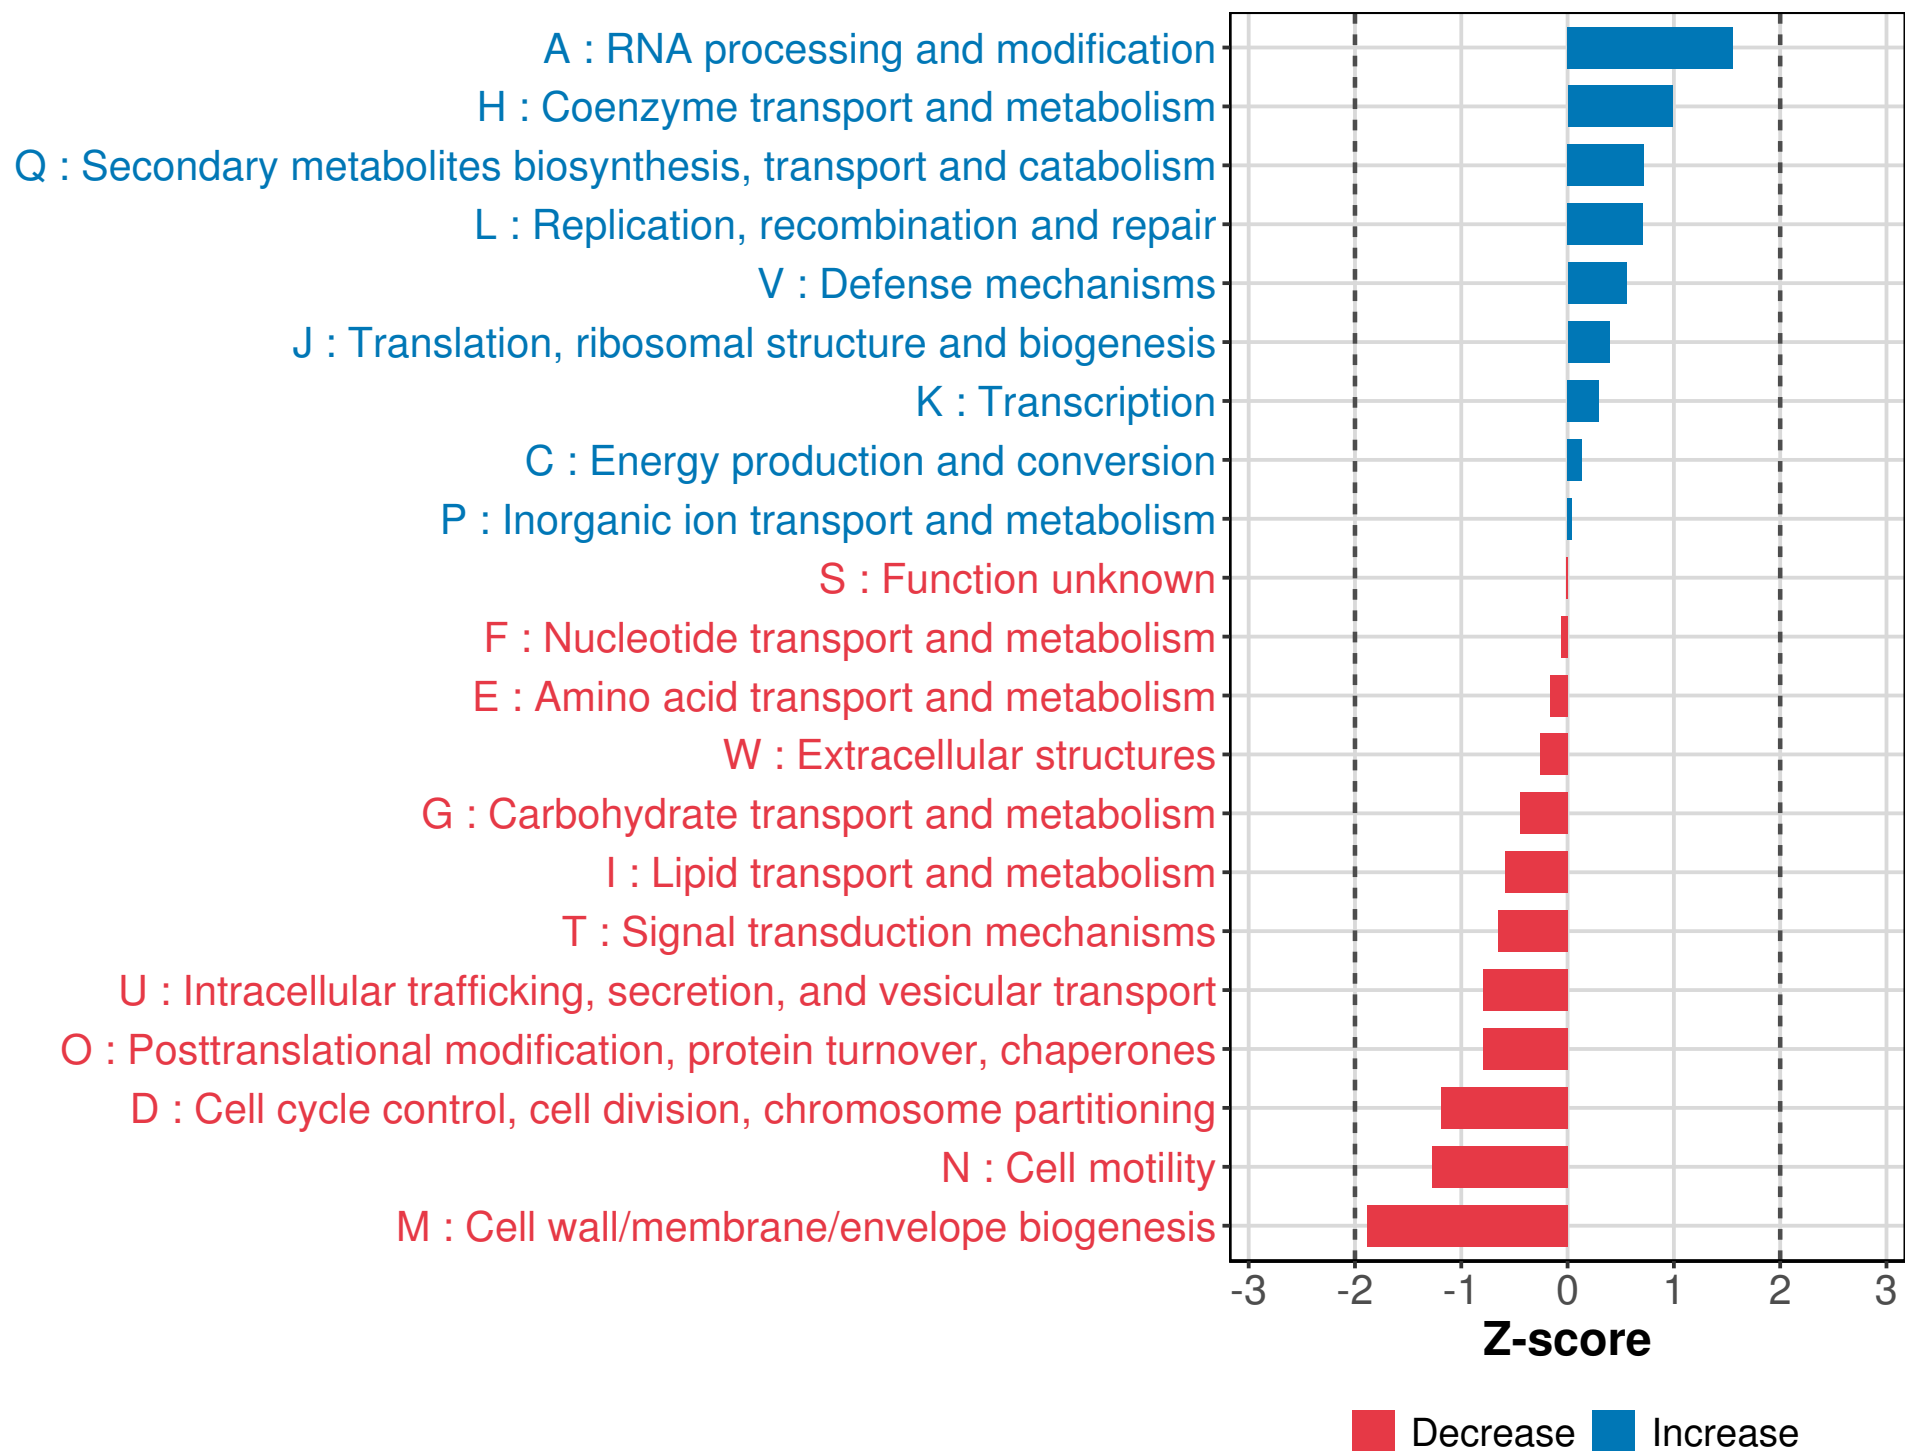 A : RNA processing and modification
H : Coenzyme transport and metabolism
Q : Secondary metabolites biosynthesis, transport and catabolism
L : Replication, recombination and repair
V : Defense mechanisms
J : Translation, ribosomal structure and biogenesis
K : Transcription
C : Energy production and conversion
P : Inorganic ion transport and metabolism
S : Function unknown
F : Nucleotide transport and metabolism
E : Amino acid transport and metabolism
W : Extracellular structures
G : Carbohydrate transport and metabolism
I : Lipid transport and metabolism
T : Signal transduction mechanisms
U : Intracellular trafficking, secretion, and vesicular transport
O : Posttranslational modification, protein turnover, chaperones
D : Cell cycle control, cell division, chromosome partitioning
N : Cell motility
M : Cell wall/membrane/envelope biogenesis
-3 -2 -1 0 1 2 3
Z-score
Decrease Increase